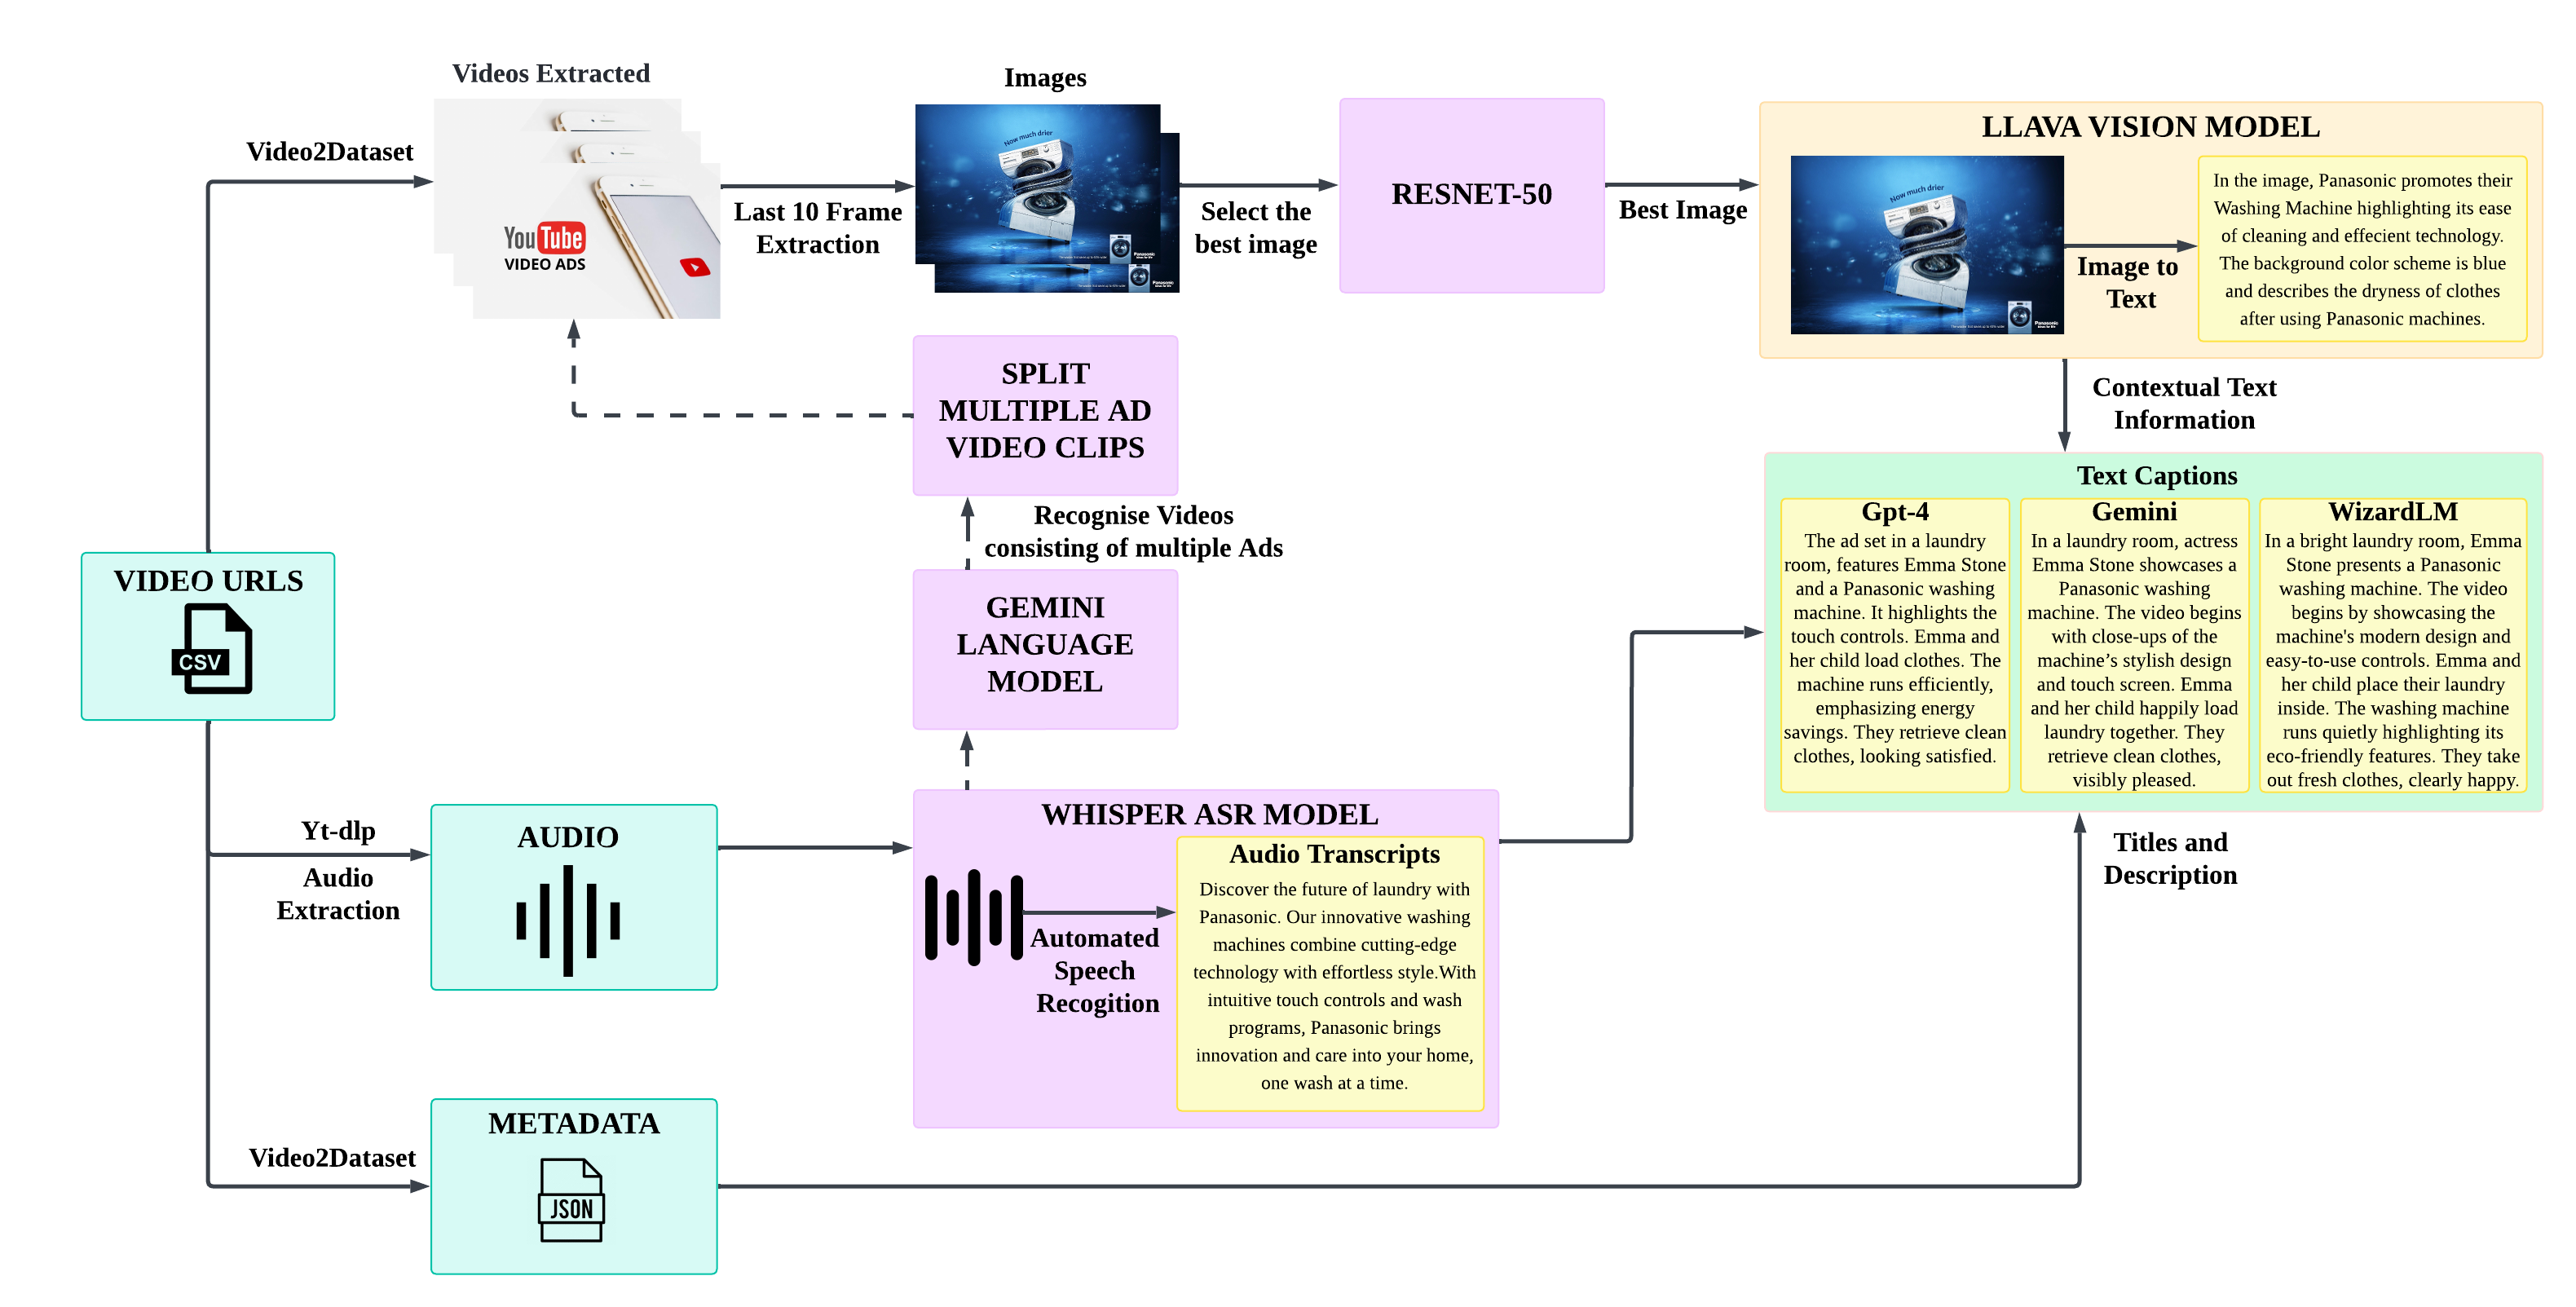 Videos Extracted
Images
Video2Dataset
YouTube
VIDEO ADS
Last 10 Frame
Extraction
Now much drier
Panasonic
Panasonic
Select the
best image
RESNET-50
Best Image
LLAVA VISION MODEL
Now much drier
Panasonic
Image to
Text
In the image, Panasonic promotes their
Washing Machine highlighting its ease
of cleaning and effecient technology.
The background color scheme is blue
and describes the dryness of clothes
after using Panasonic machines.
Contextual Text
Information
SPLIT
MULTIPLE AD
VIDEO CLIPS
Recognise Videos
consisting of multiple Ads
GEMINI
LANGUAGE
MODEL
VIDEO URLS
CSV
Text Captions
Gpt-4
The ad set in a laundry
room, features Emma Stone
and a Panasonic washing
machine. It highlights the
touch controls. Emma and
her child load clothes. The
machine runs efficiently,
emphasizing energy
savings. They retrieve clean
clothes, looking satisfied.
Gemini
In a laundry room, actress
Emma Stone showcases a
Panasonic washing
machine. The video begins
with close-ups of the
machine’s stylish design
and touch screen. Emma
and her child happily load
laundry together. They
retrieve clean clothes,
visibly pleased.
WizardLM
In a bright laundry room, Emma
Stone presents a Panasonic
washing machine. The video
begins by showcasing the
machine's modern design and
easy-to-use controls. Emma and
her child place their laundry
inside. The washing machine
runs quietly highlighting its
eco-friendly features. They take
out fresh clothes, clearly happy.
Yt-dlp
Audio
Extraction
AUDIO
WHISPER ASR MODEL
Automated
Speech
Recogition
Audio Transcripts
Discover the future of laundry with
Panasonic. Our innovative washing
machines combine cutting-edge
technology with effortless style.With
intuitive touch controls and wash
programs, Panasonic brings
innovation and care into your home,
one wash at a time.
Titles and
Description
Video2Dataset
METADATA
JSON